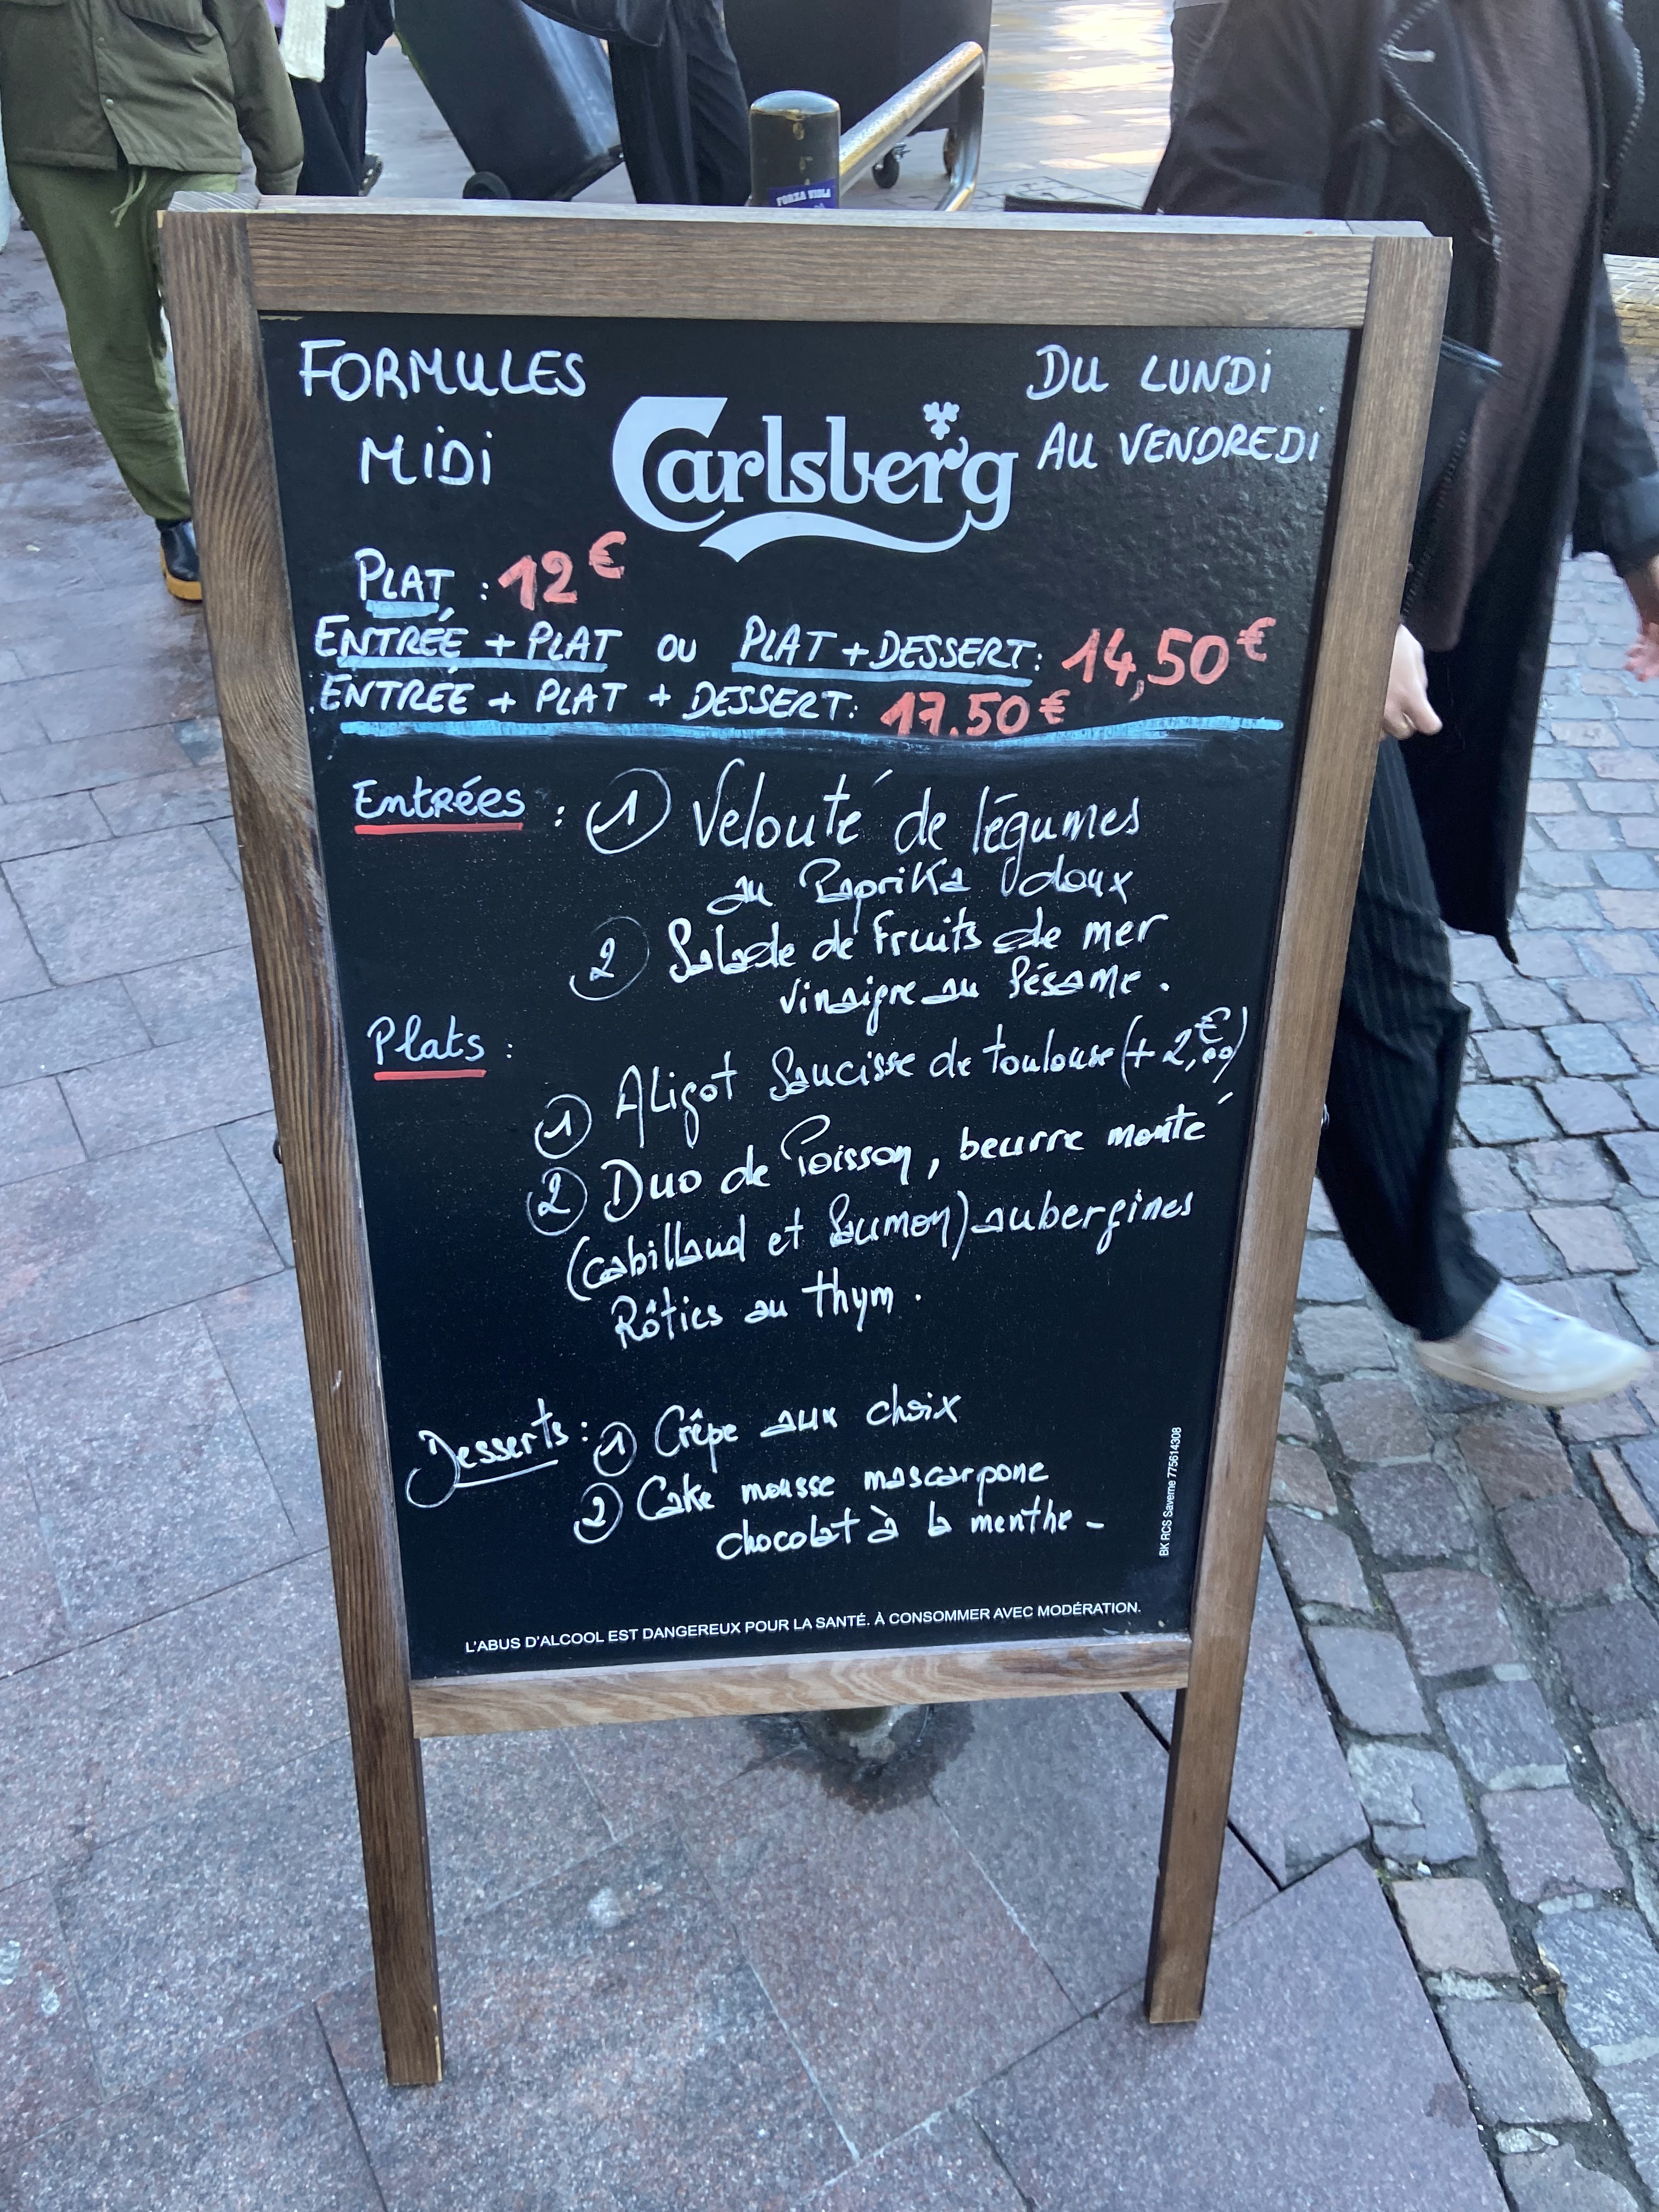 FORZA VIOLA
FORMULES
MIDI
Carlsberg
DU LUNDI
AU VENDREDI
PLAT : 12€
ENTRÉE + PLAT OU PLAT + DESSERT: 14,50€
ENTRÉE + PLAT + DESSERT: 17.50€
Entrées : 1 Velouté de légumes
au Paprika doux
2 Salade de Fruits de mer
vinaigre au Sésame.
Plats :
1 Aligot Saucisse de toulouse (+ 2,00€)
2 Duo de Poisson, beurre monté
(cabillaud et Saumon) aubergines
Rôties au thym.
Desserts : 1 Crêpe aux choix
2 Cake mousse mascarpone
chocolat à la menthe -
BK RCS Saverne 775614308
L'ABUS D'ALCOOL EST DANGEREUX POUR LA SANTÉ. À CONSOMMER AVEC MODÉRATION.